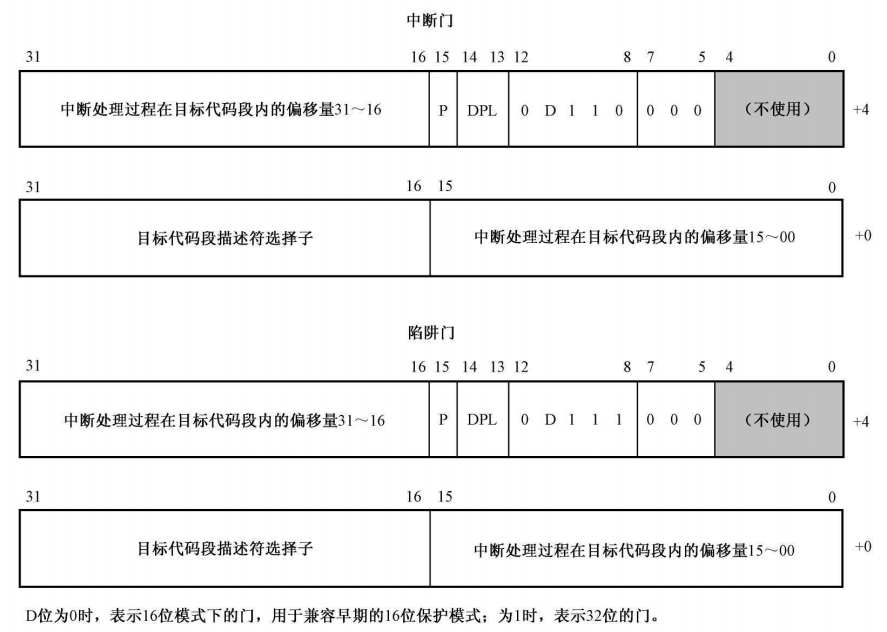 中断门
31 16 15 14 13 12 8 7 5 4 0
中断处理过程在目标代码段内的偏移量31～16 P DPL 0 D 1 1 0 0 0 0 （不使用） +4
31 16 15 0
目标代码段描述符选择子 中断处理过程在目标代码段内的偏移量15～00 +0
陷阱门
31 16 15 14 13 12 8 7 5 4 0
中断处理过程在目标代码段内的偏移量31～16 P DPL 0 D 1 1 1 0 0 0 （不使用） +4
31 16 15 0
目标代码段描述符选择子 中断处理过程在目标代码段内的偏移量15～00 +0
D位为0时，表示16位模式下的门，用于兼容早期的16位保护模式；为1时，表示32位的门。